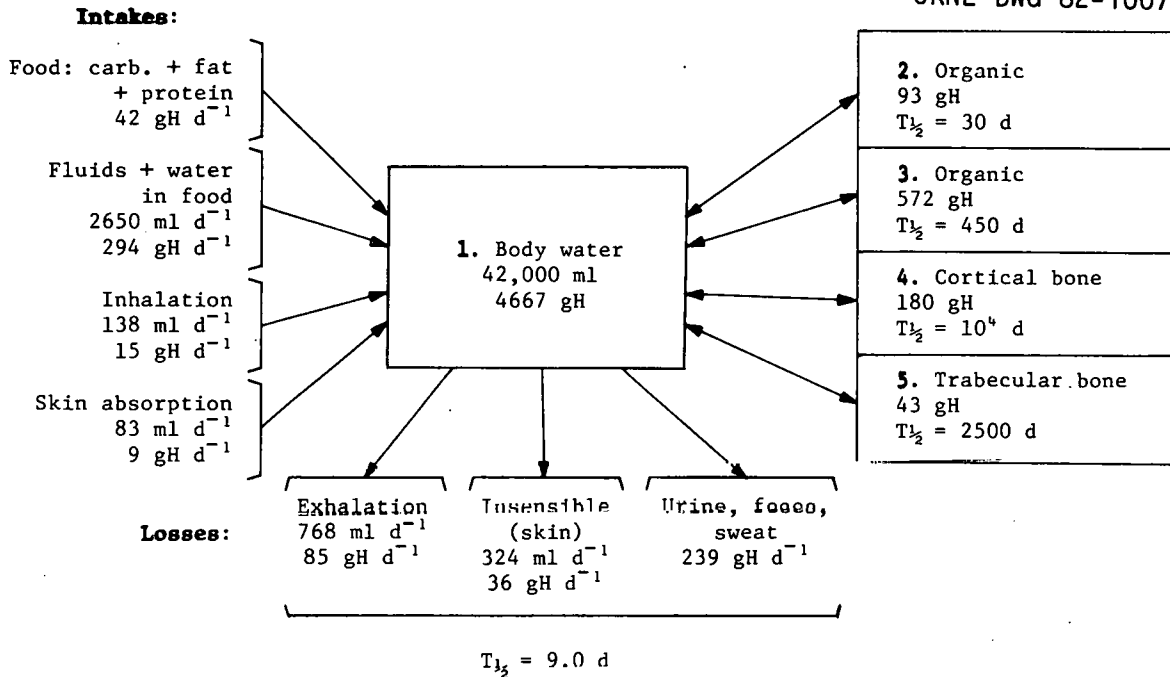 Intakes:
Food: carb. + fat
+ protein
42 gH d⁻¹
Fluids + water
in food
2650 ml d⁻¹
294 gH d⁻¹
Inhalation
138 ml d⁻¹
15 gH d⁻¹
Skin absorption
83 ml d⁻¹
9 gH d⁻¹
1. Body water
42,000 ml
4667 gH
2. Organic
93 gH
T½ = 30 d
3. Organic
572 gH
T½ = 450 d
4. Cortical bone
180 gH
T½ = 10⁴ d
5. Trabecular bone
43 gH
T½ = 2500 d
Losses:
Exhalation
768 ml d⁻¹
85 gH d⁻¹
Insensible
(skin)
324 ml d⁻¹
36 gH d⁻¹
Urine,
sweat
239 gH d⁻¹
T½ = 9.0 d